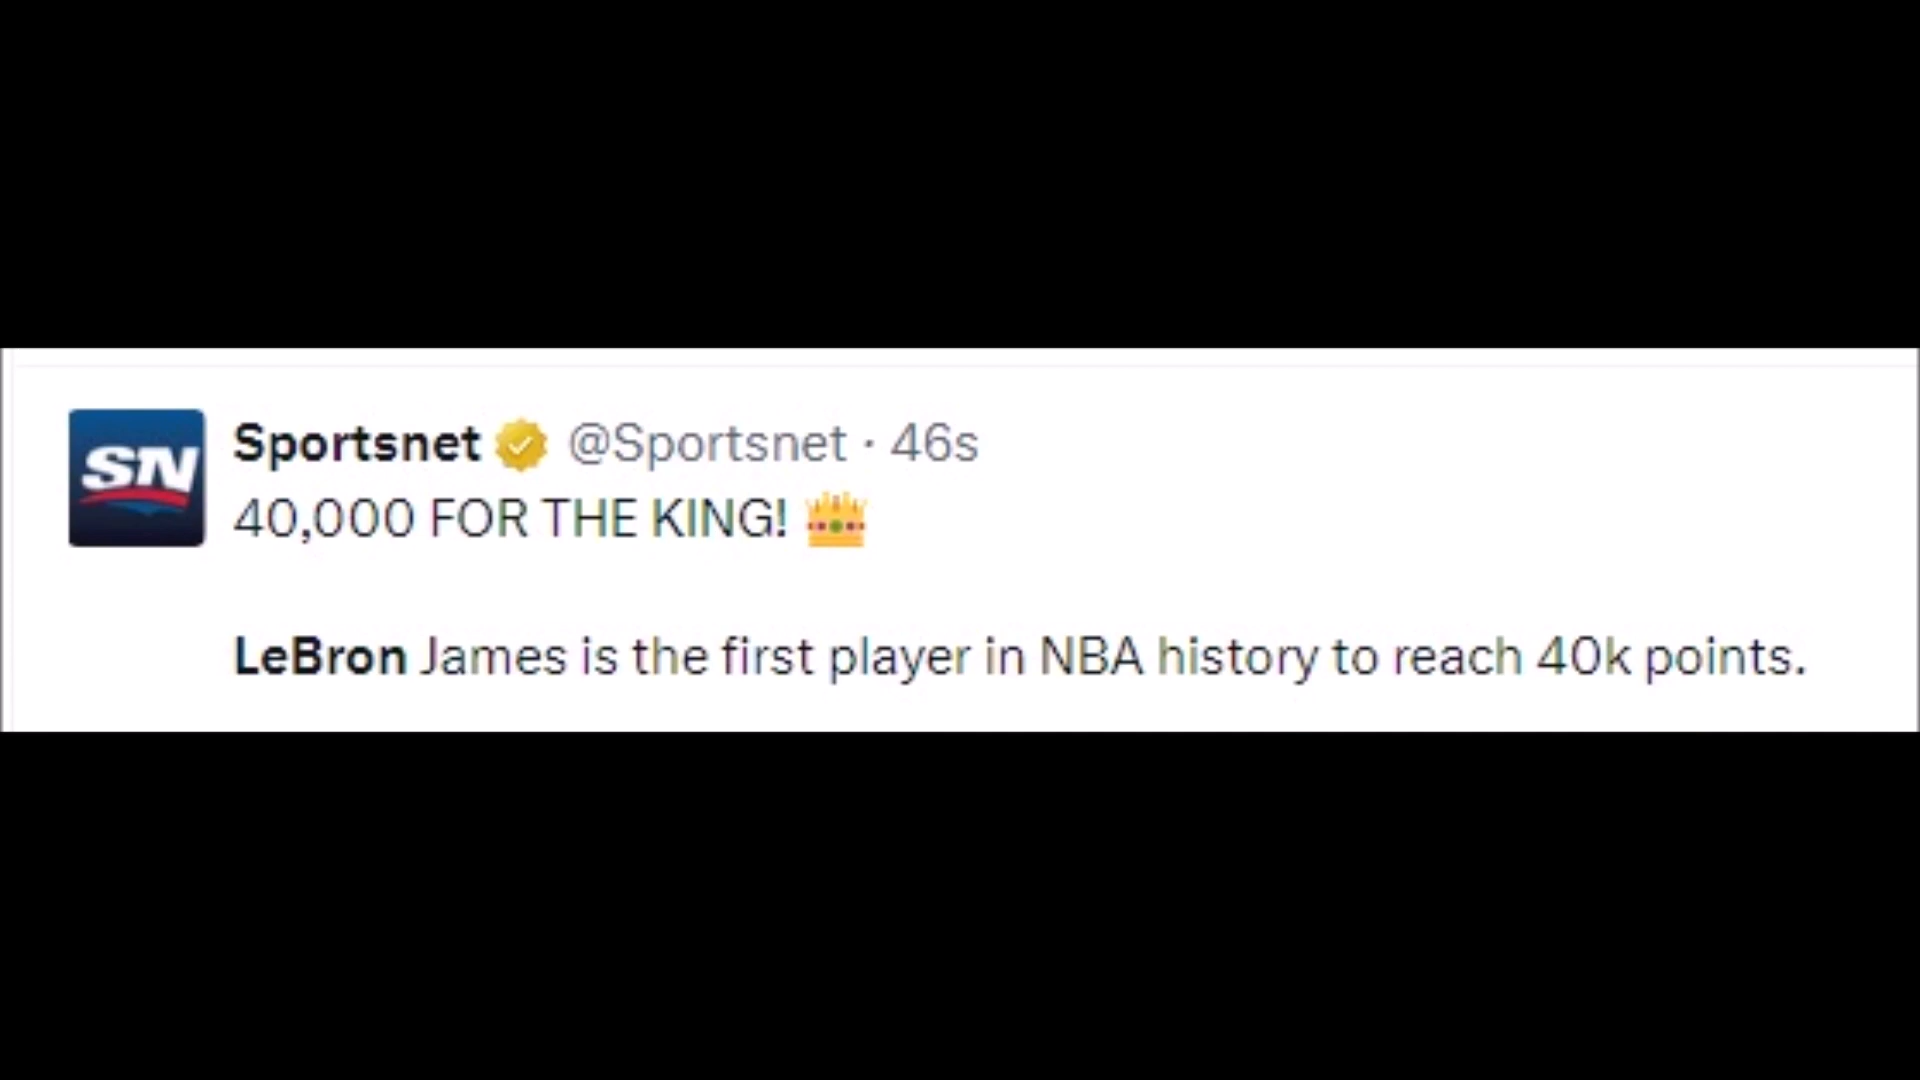 SN
Sportsnet @Sportsnet · 46s
40,000 FOR THE KING! 👑
LeBron James is the first player in NBA history to reach 40k points.